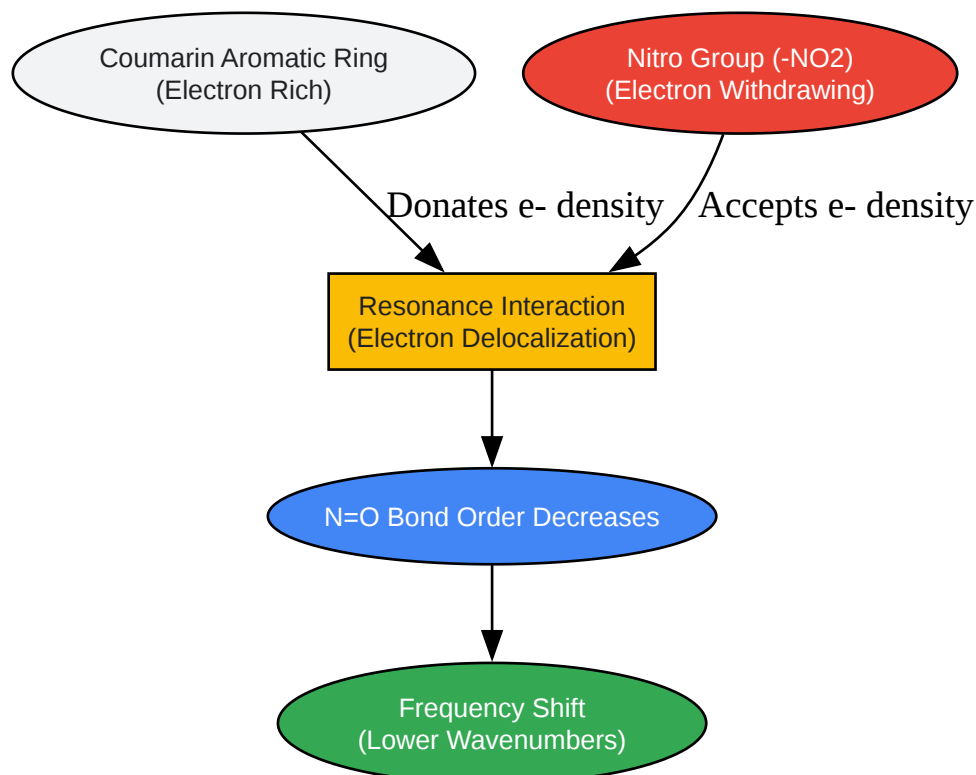 Coumarin Aromatic Ring
(Electron Rich)
Nitro Group (-NO2)
(Electron Withdrawing)
Donates e- density
Accepts e- density
Resonance Interaction
(Electron Delocalization)
N=O Bond Order Decreases
Frequency Shift
(Lower Wavenumbers)